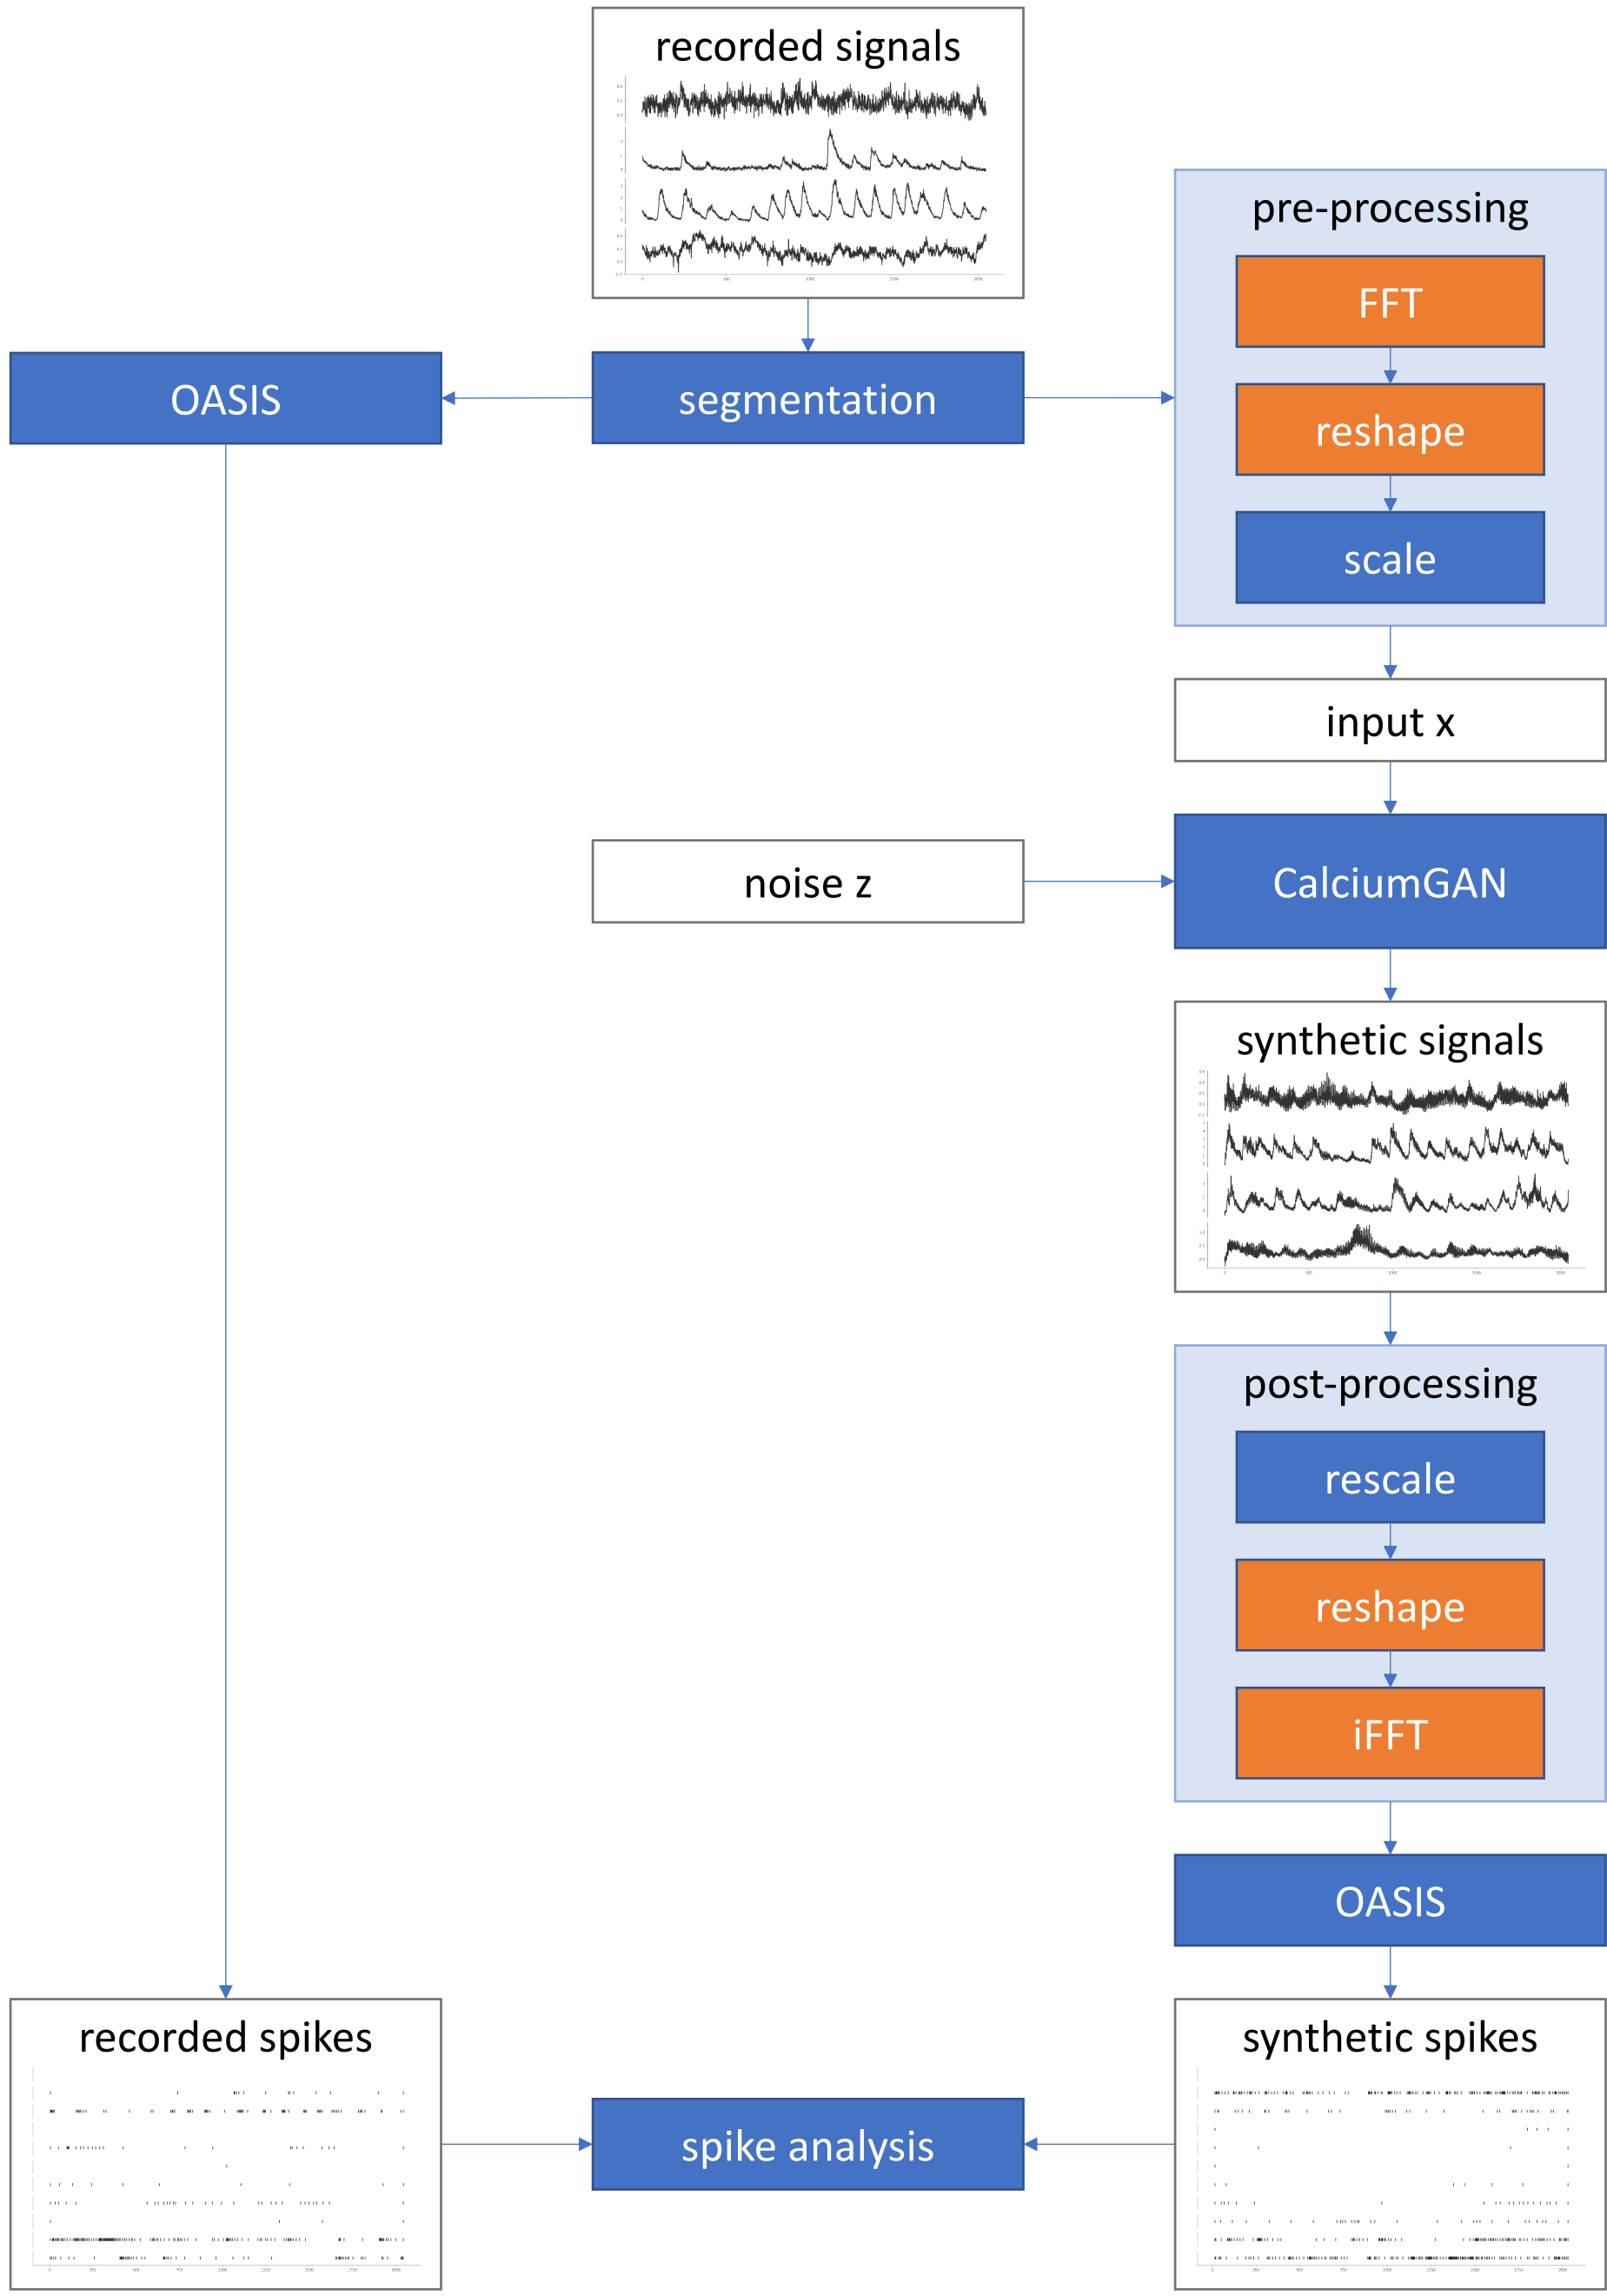 recorded signals
pre-processing
FFT
OASIS
segmentation
reshape
scale
input x
noise z
CalciumGAN
synthetic signals
post-processing
rescale
reshape
iFFT
OASIS
recorded spikes
synthetic spikes
spike analysis